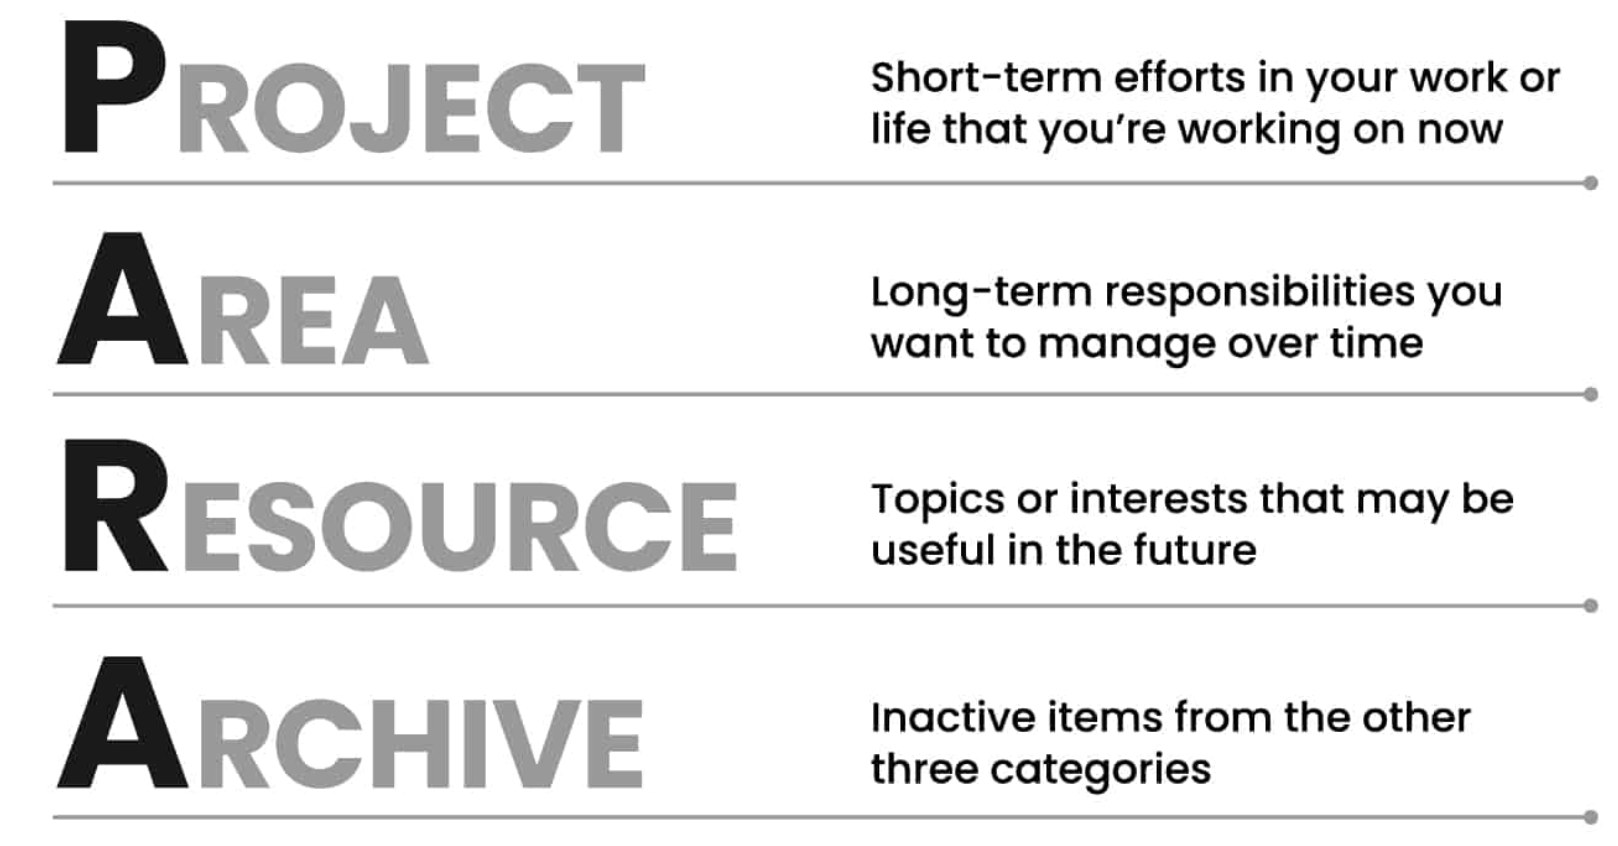 PROJECT
Short-term efforts in your work or
life that you're working on now
AREA
Long-term responsibilities you
want to manage over time
RESOURCE
Topics or interests that may be
useful in the future
ARCHIVE
Inactive items from the other
three categories